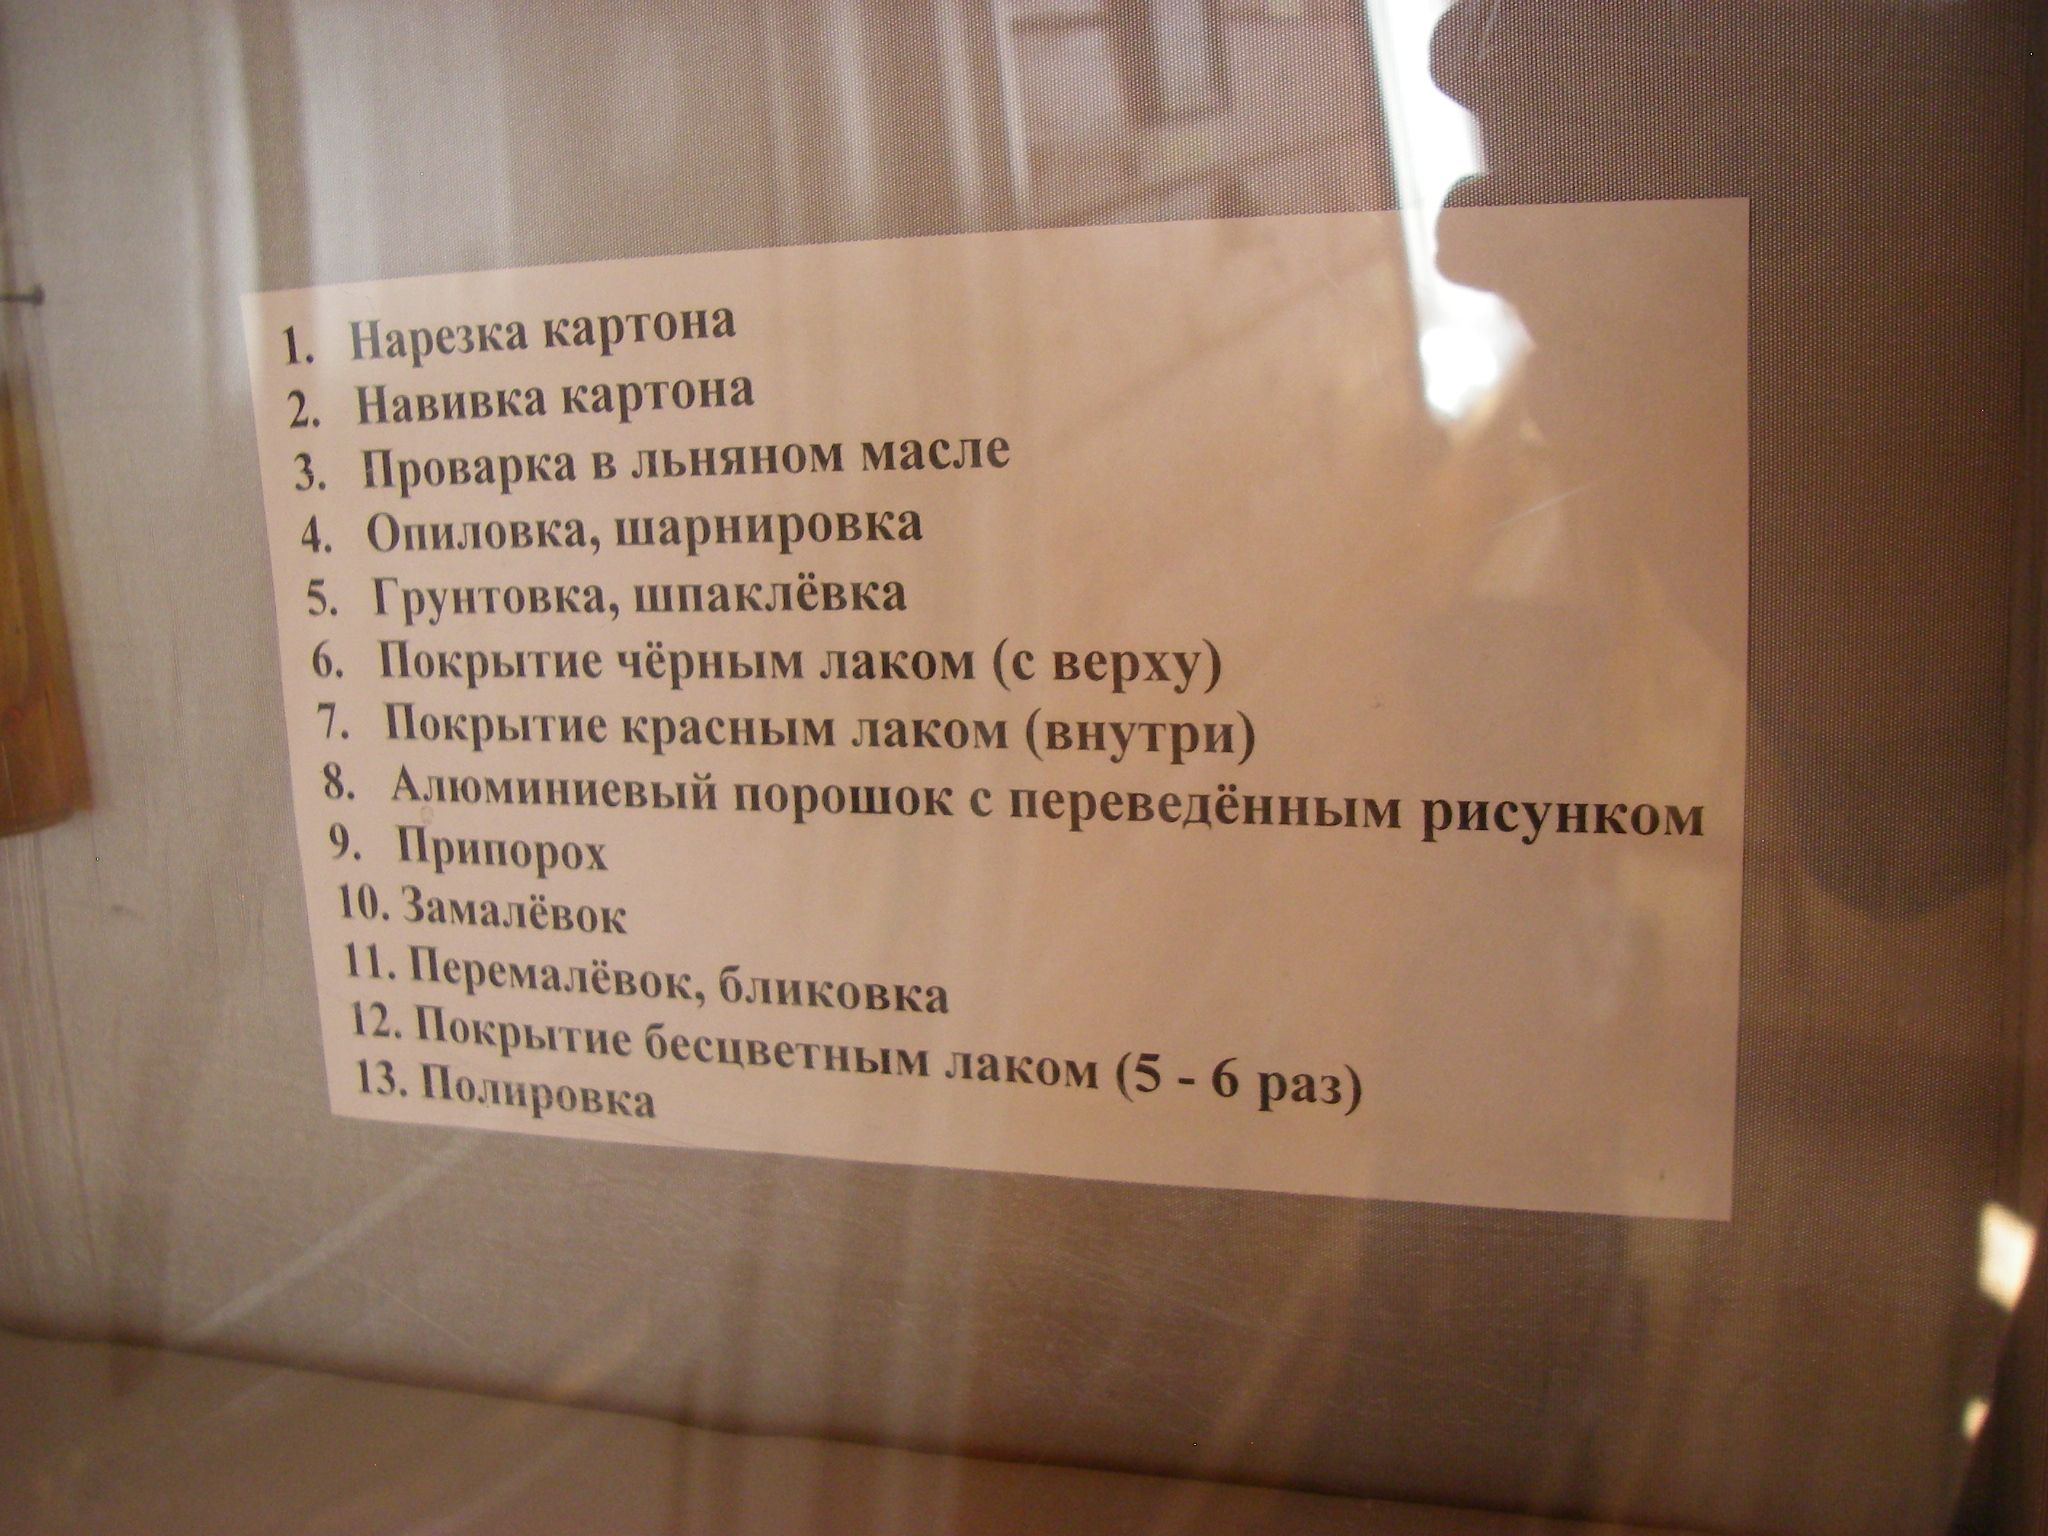 1. Нарезка картона
2. Навивка картона
3. Проварка в льняном масле
4. Опиловка, шарнировка
5. Грунтовка, шпаклёвка
6. Покрытие чёрным лаком (с верху)
7. Покрытие красным лаком (внутри)
8. Алюминиевый порошок с переведённым рисунком
9. Припорох
10. Замалёвок
11. Перемалёвок, бликовка
12. Покрытие бесцветным лаком (5 - 6 раз)
13. Полировка